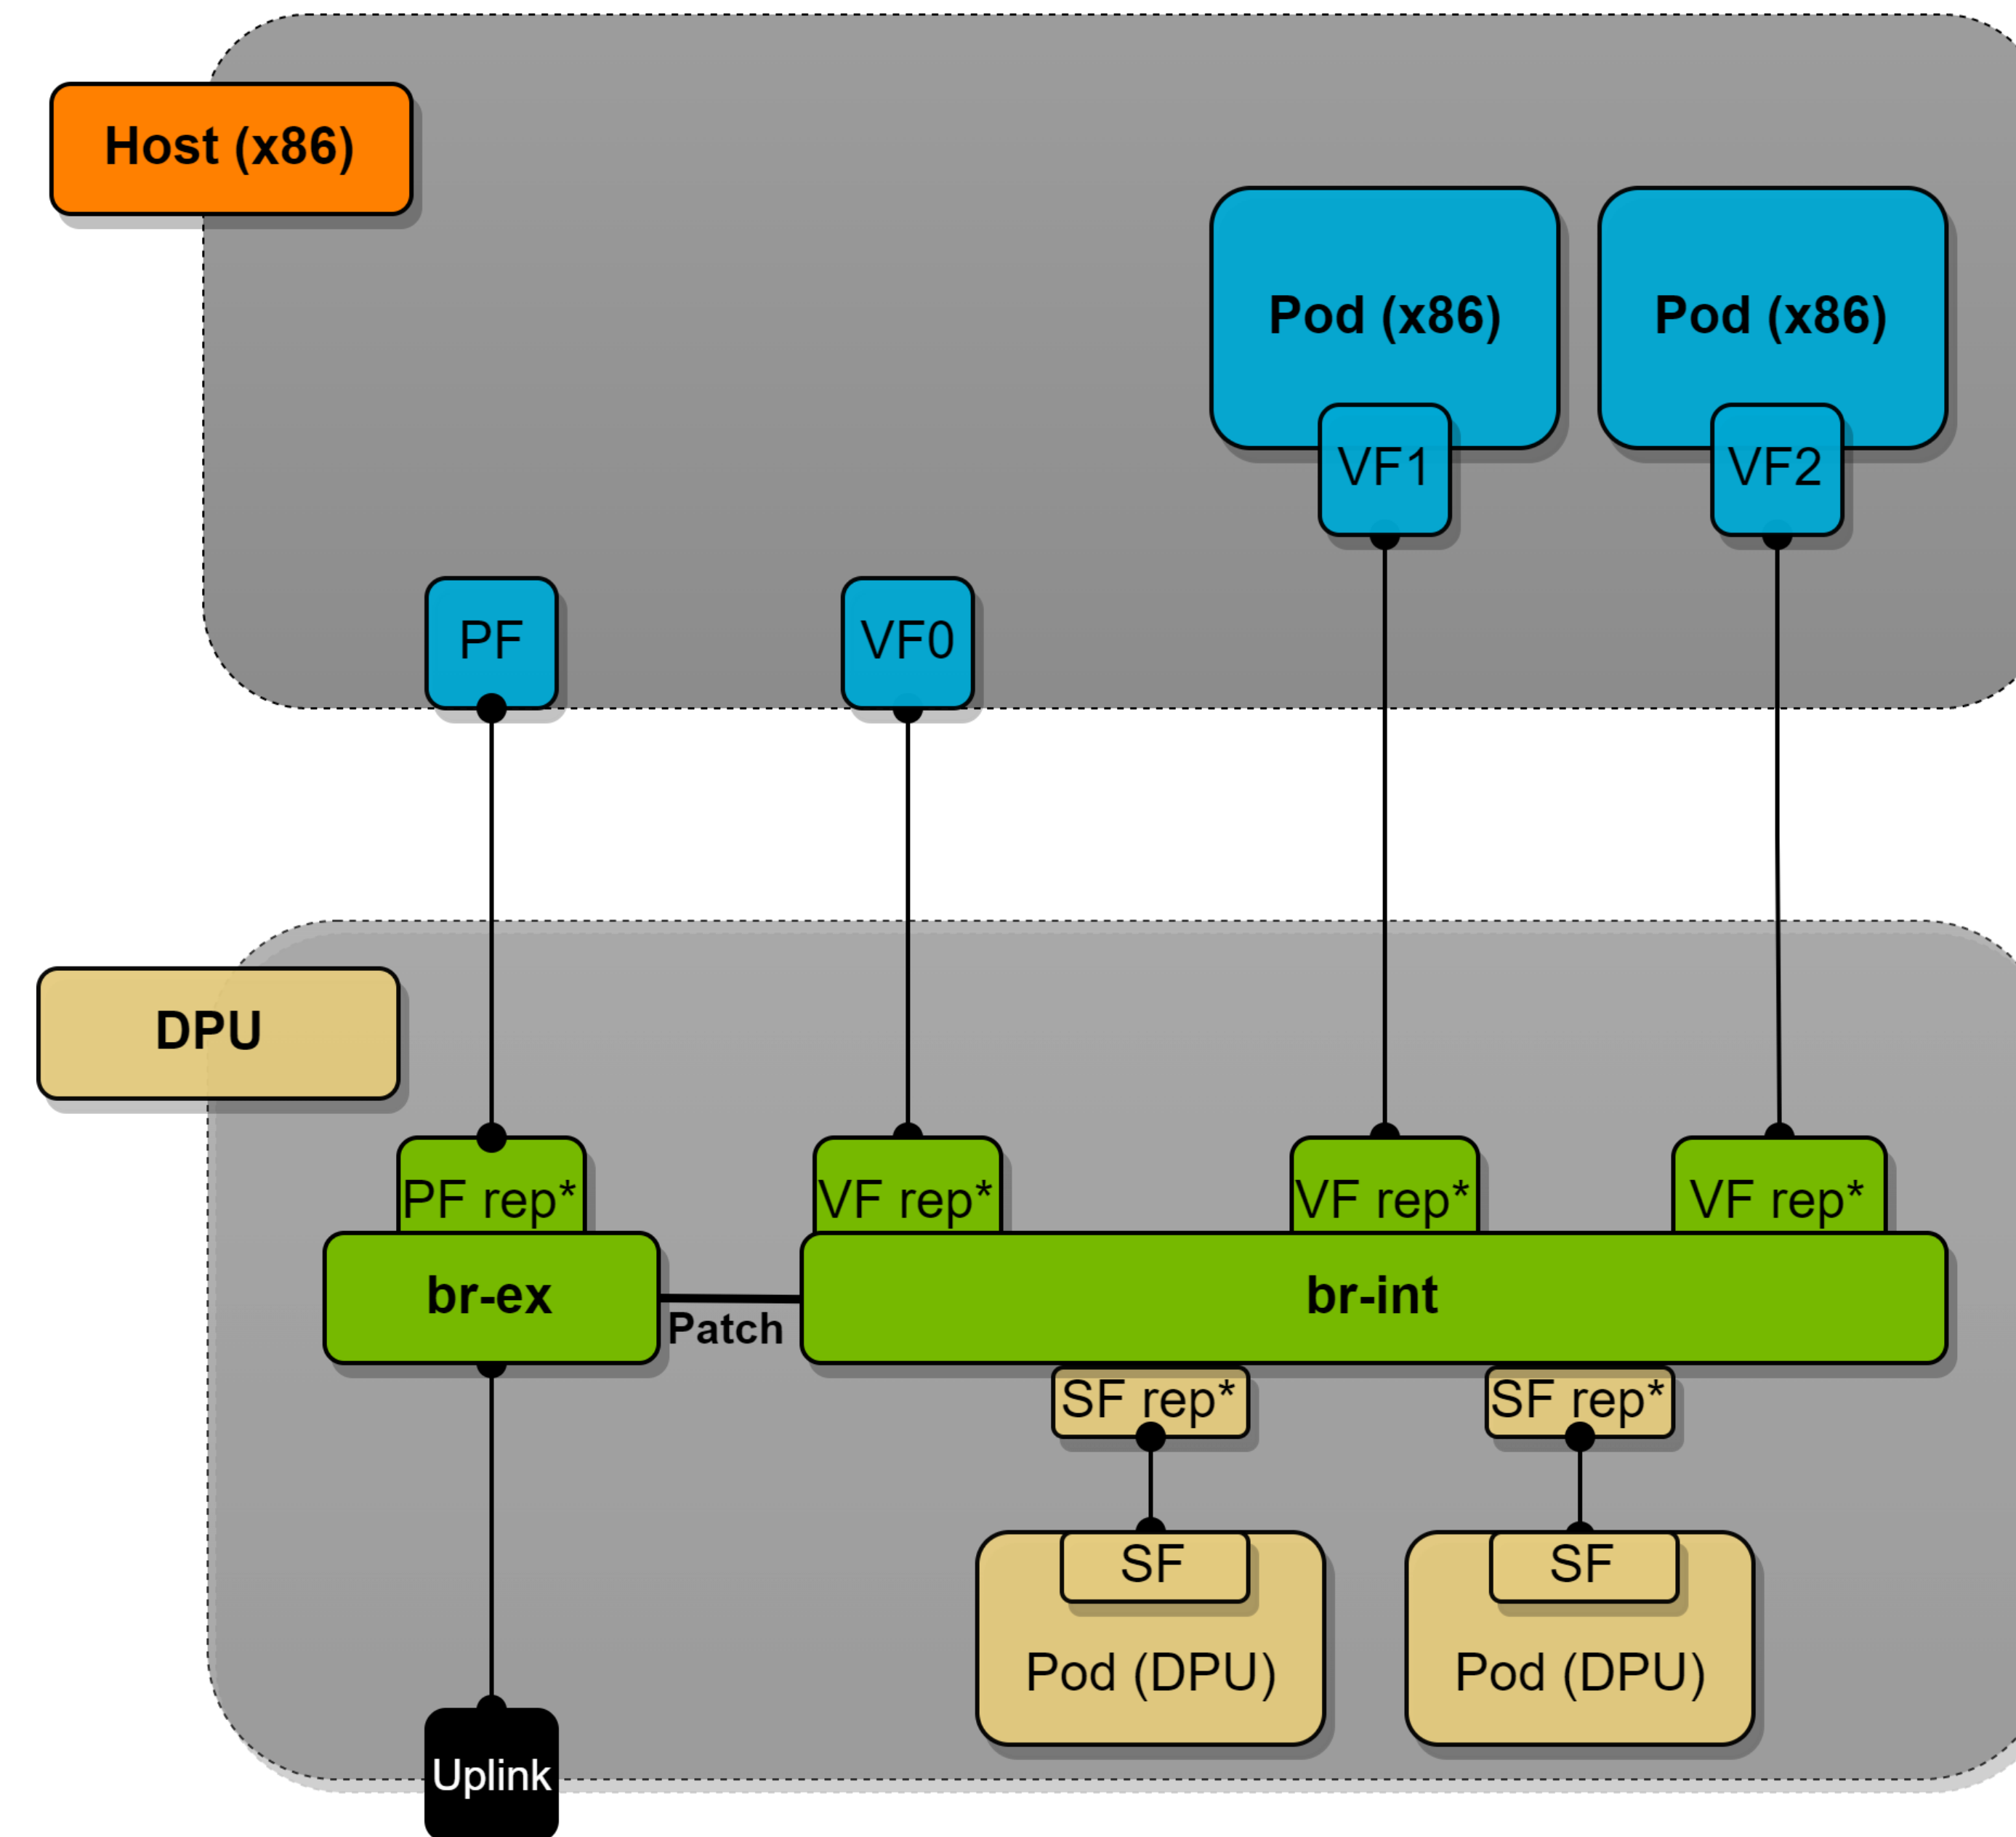 Host (x86)
Pod (x86)
Pod (x86)
VF1
VF2
PF
VF0
DPU
PF rep*
VF rep*
VF rep*
VF rep*
br-ex
Patch
br-int
SF rep*
SF rep*
SF
SF
Pod (DPU)
Pod (DPU)
Uplink